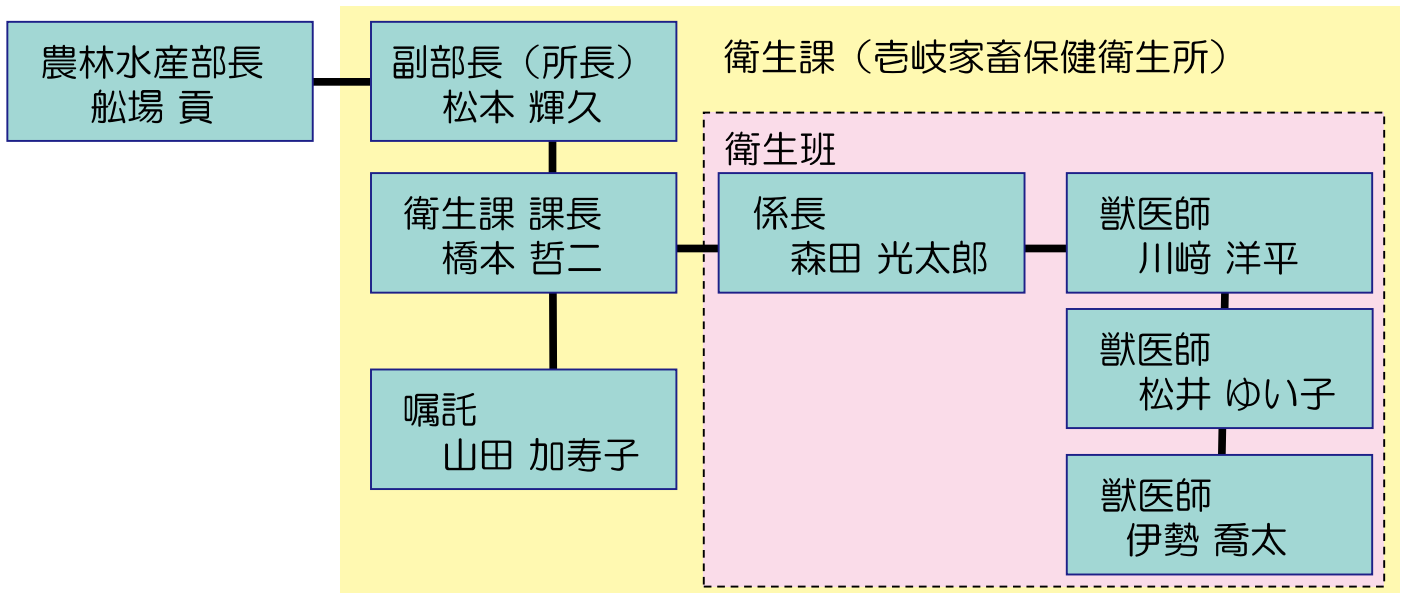 農林水産部長
舩場 貢
副部長（所長）
松本 輝久
衛生課（壱岐家畜保健衛生所）
衛生班
衛生課 課長
橋本 哲二
係長
森田 光太郎
獣医師
川﨑 洋平
獣医師
松井 ゆい子
嘱託
山田 加寿子
獣医師
伊勢 喬太